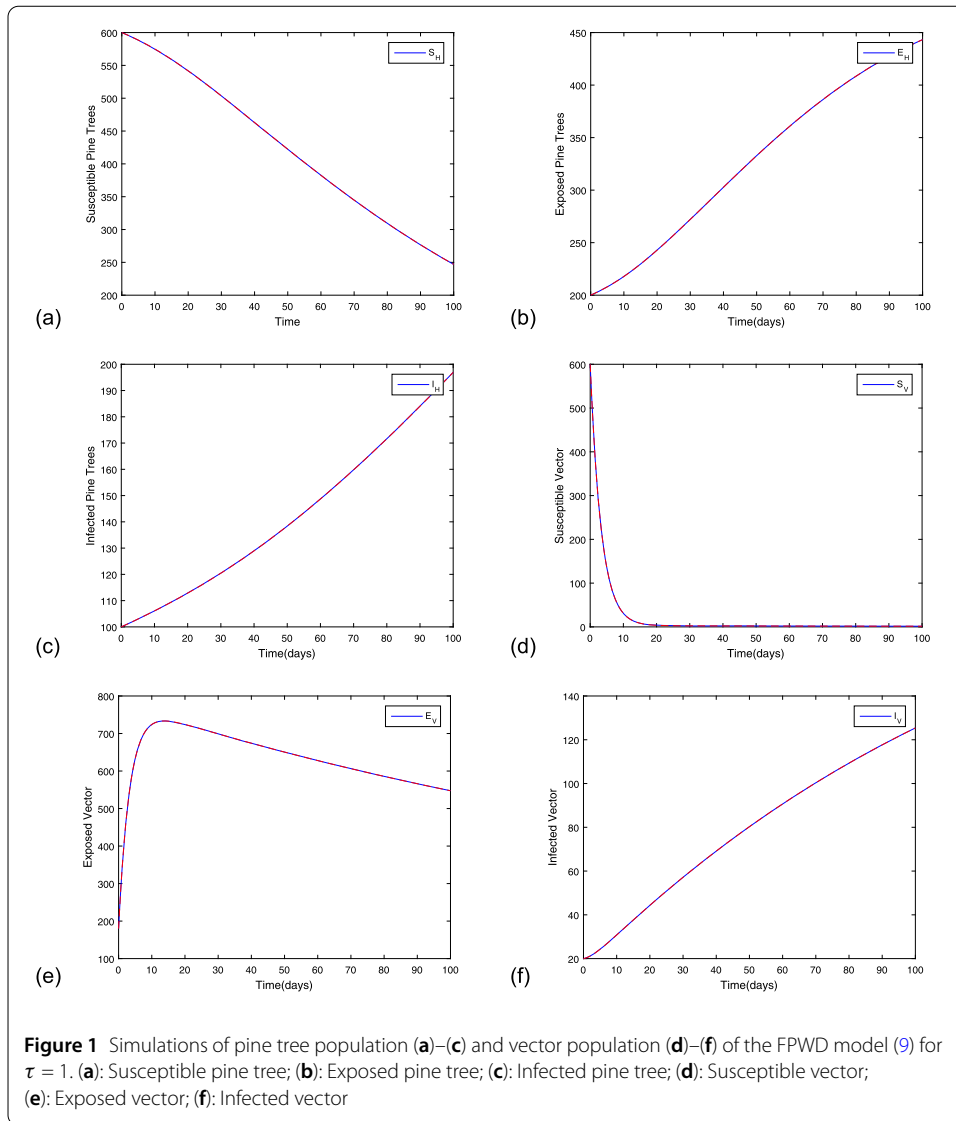 600
550
500
450
400
350
300
250
200
Susceptible Pine Trees
S_H
0 10 20 30 40 50 60 70 80 90 100
Time
(a)
450
400
350
300
250
200
Exposed Pine Trees
E_H
0 10 20 30 40 50 60 70 80 90 100
Time(days)
(b)
200
190
180
170
160
150
140
130
120
110
100
Infected Pine Trees
I_H
0 10 20 30 40 50 60 70 80 90 100
Time(days)
(c)
600
500
400
300
200
100
0
Susceptible Vector
S_V
0 10 20 30 40 50 60 70 80 90 100
Time(days)
(d)
800
700
600
500
400
300
200
100
Exposed Vector
E_V
0 10 20 30 40 50 60 70 80 90 100
Time(days)
(e)
140
120
100
80
60
40
20
Infected Vector
I_V
0 10 20 30 40 50 60 70 80 90 100
Time(days)
(f)
Figure 1 Simulations of pine tree population (a)–(c) and vector population (d)–(f) of the FPWD model (9) for
τ = 1. (a): Susceptible pine tree; (b): Exposed pine tree; (c): Infected pine tree; (d): Susceptible vector;
(e): Exposed vector; (f): Infected vector